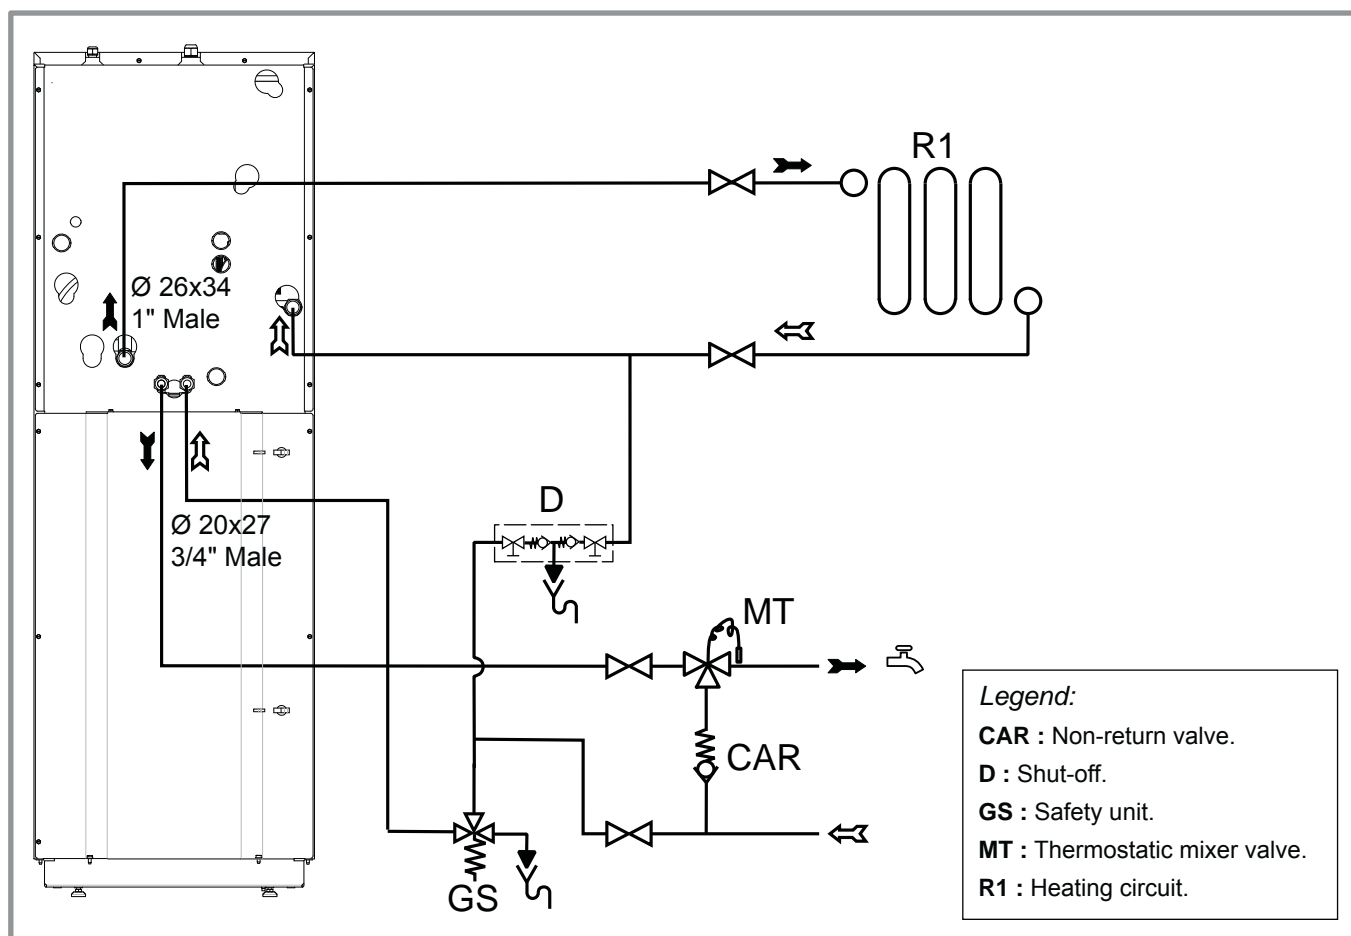 R1
Ø 26x34
1" Male
Ø 20x27
3/4" Male
D
MT
CAR
GS
Legend:
CAR : Non-return valve.
D : Shut-off.
GS : Safety unit.
MT : Thermostatic mixer valve.
R1 : Heating circuit.